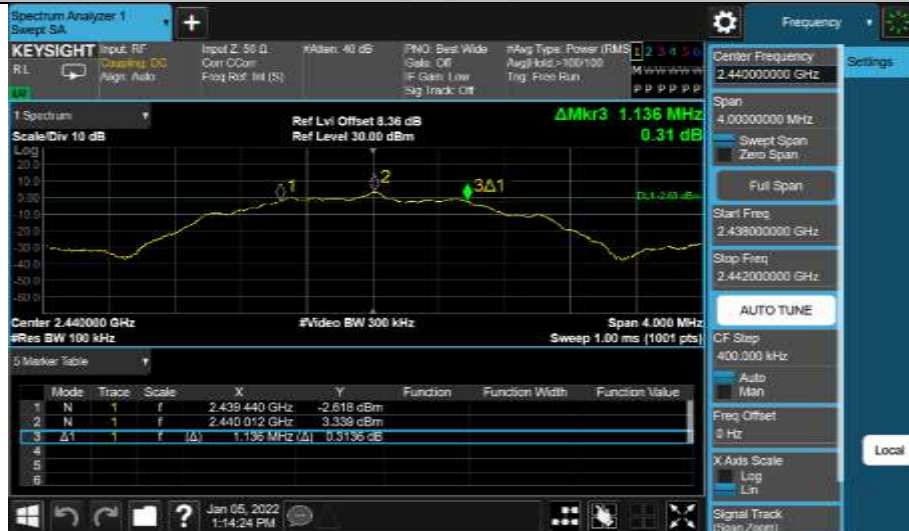 Spectrum Analyzer 1
Swept SA
Frequency
KEYSIGHT Input: RF
Coupling: DC
Align: Auto
RL
Input Z: 50 Ω
Corr CCorr
Freq Ref: Int (S)
#Atten: 40 dB
PNO: Best Wide
Gate: Off
IF Gain: Low
Sig Track: Off
#Avg Type: Power (RMS
Avg|Hold:>100/100
Trig: Free Run
1 2 3 4 5 6
M W W W W W
P P P P P P
Center Frequency
2.440000000 GHz
Settings
Span
4.00000000 MHz
Swept Span
Zero Span
Full Span
Start Freq
2.438000000 GHz
Stop Freq
2.442000000 GHz
AUTO TUNE
CF Step
400.000 kHz
Auto
Man
Freq Offset
0 Hz
X Axis Scale
Log
Lin
Signal Track
(Span Zoom)
Local
1 Spectrum
Scale/Div 10 dB
Ref Lvl Offset 8.36 dB
Ref Level 30.00 dBm
ΔMkr3 1.136 MHz
0.31 dB
Log
20.0
10.0
0.00
-10.0
-20.0
-30.0
-40.0
-50.0
-60.0
1
2
3Δ1
DL1 -2.63 dBm
Center 2.440000 GHz
#Res BW 100 kHz
#Video BW 300 kHz
Span 4.000 MHz
Sweep 1.00 ms (1001 pts)
5 Marker Table
Mode Trace Scale X Y Function Function Width Function Value
1 N 1 f 2.439 440 GHz -2.618 dBm
2 N 1 f 2.440 012 GHz 3.339 dBm
3 Δ1 1 f (Δ) 1.136 MHz (Δ) 0.3136 dB
4
5
6
Jan 05, 2022
1:14:24 PM